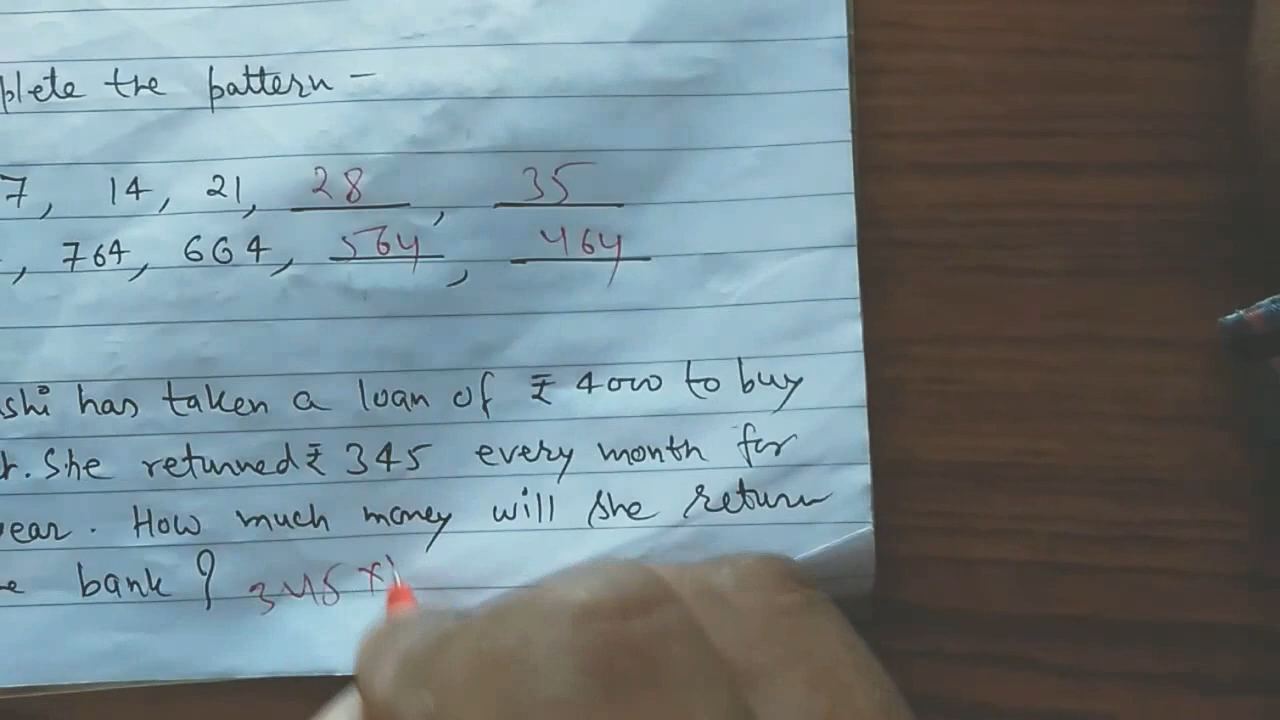 plete the pattern -
7, 14, 21, 28, 35
, 764, 664, 564, 464
shi has taken a loan of ₹ 4000 to buy
r. She returned ₹ 345 every month for
ear. How much money will she return
e bank? 345 ×